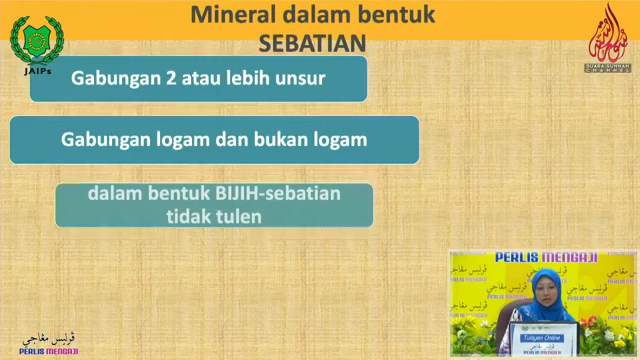 Mineral dalam bentuk
SEBATIAN
JAIPs
SUARA SUNNAH
CHANNEL
Gabungan 2 atau lebih unsur
Gabungan logam dan bukan logam
dalam bentuk BIJIH-sebatian
tidak tulen
PERLIS MENGAJI
Tuisyen Online
ڤرليس مڠاجي
PERLIS MENGAJI